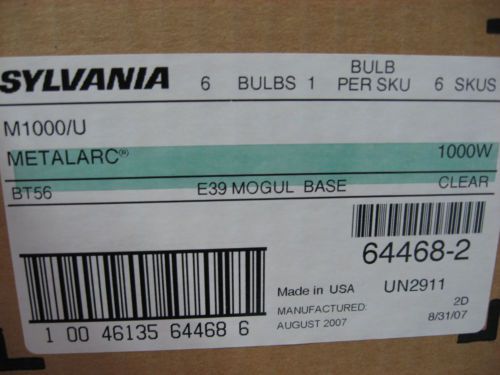 SYLVANIA 6 BULBS 1 BULB PER SKU 6 SKUS
M1000/U
METALARC® 1000W
BT56 E39 MOGUL BASE CLEAR
64468-2
Made in USA UN2911
MANUFACTURED: 2D
AUGUST 2007 8/31/07
1 00 46135 64468 6